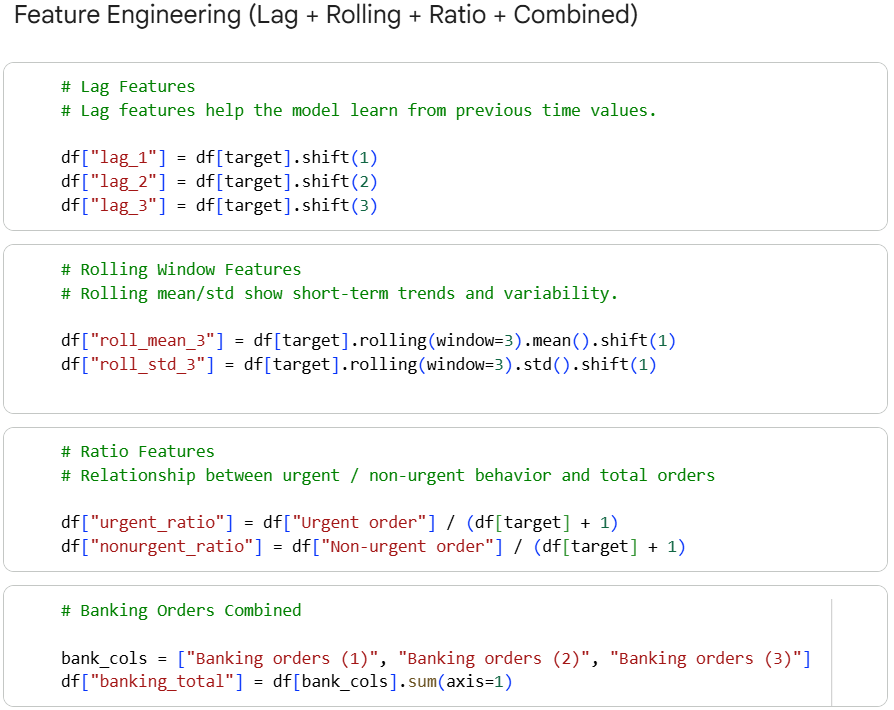 Feature Engineering (Lag + Rolling + Ratio + Combined)
# Lag Features
# Lag features help the model learn from previous time values.
df["lag_1"] = df[target].shift(1)
df["lag_2"] = df[target].shift(2)
df["lag_3"] = df[target].shift(3)
# Rolling Window Features
# Rolling mean/std show short-term trends and variability.
df["roll_mean_3"] = df[target].rolling(window=3).mean().shift(1)
df["roll_std_3"] = df[target].rolling(window=3).std().shift(1)
# Ratio Features
# Relationship between urgent / non-urgent behavior and total orders
df["urgent_ratio"] = df["Urgent order"] / (df[target] + 1)
df["nonurgent_ratio"] = df["Non-urgent order"] / (df[target] + 1)
# Banking Orders Combined
bank_cols = ["Banking orders (1)", "Banking orders (2)", "Banking orders (3)"]
df["banking_total"] = df[bank_cols].sum(axis=1)